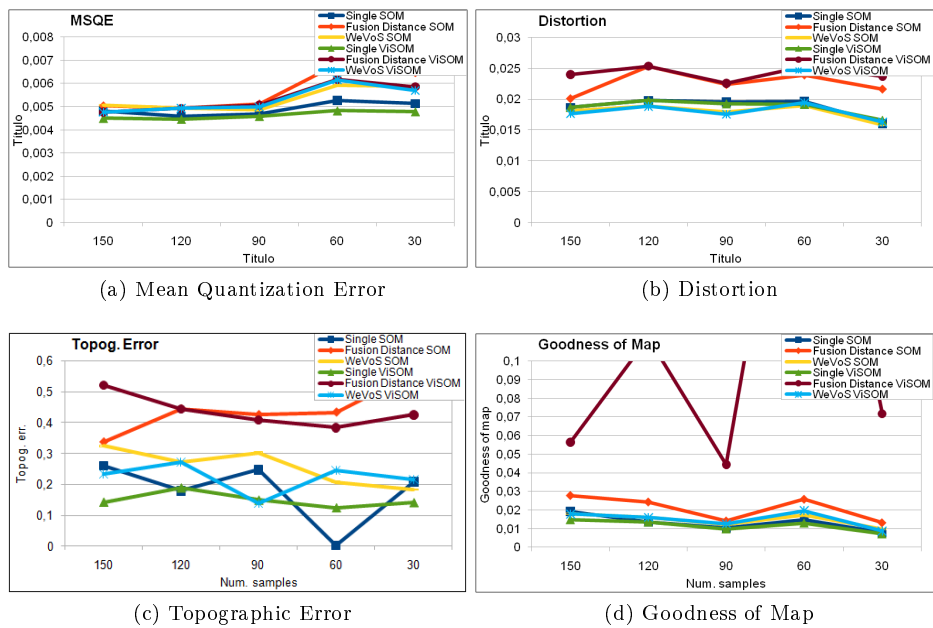 MSQE
Single SOM
Fusion Distance SOM
WeVoS SOM
Single ViSOM
Fusion Distance ViSOM
WeVoS ViSOM
0,008
0,007
0,006
0,005
0,004
0,003
0,002
0,001
0
Título
150 120 90 60 30
Título
(a) Mean Quantization Error
Distortion
Single SOM
Fusion Distance SOM
WeVoS SOM
Single ViSOM
Fusion Distance ViSOM
WeVoS ViSOM
0,03
0,025
0,02
0,015
0,01
0,005
0
Título
150 120 90 60 30
Título
(b) Distortion
Topog. Error
Single SOM
Fusion Distance SOM
WeVoS SOM
Single ViSOM
Fusion Distance ViSOM
WeVoS ViSOM
0,6
0,5
0,4
0,3
0,2
0,1
0
Topog. err.
150 120 90 60 30
Num. samples
(c) Topographic Error
Goodness of Map
Single SOM
Fusion Distance SOM
WeVoS SOM
Single ViSOM
Fusion Distance ViSOM
WeVoS ViSOM
0,1
0,09
0,08
0,07
0,06
0,05
0,04
0,03
0,02
0,01
0
Goodness of map
150 120 90 60 30
Num. samples
(d) Goodness of Map